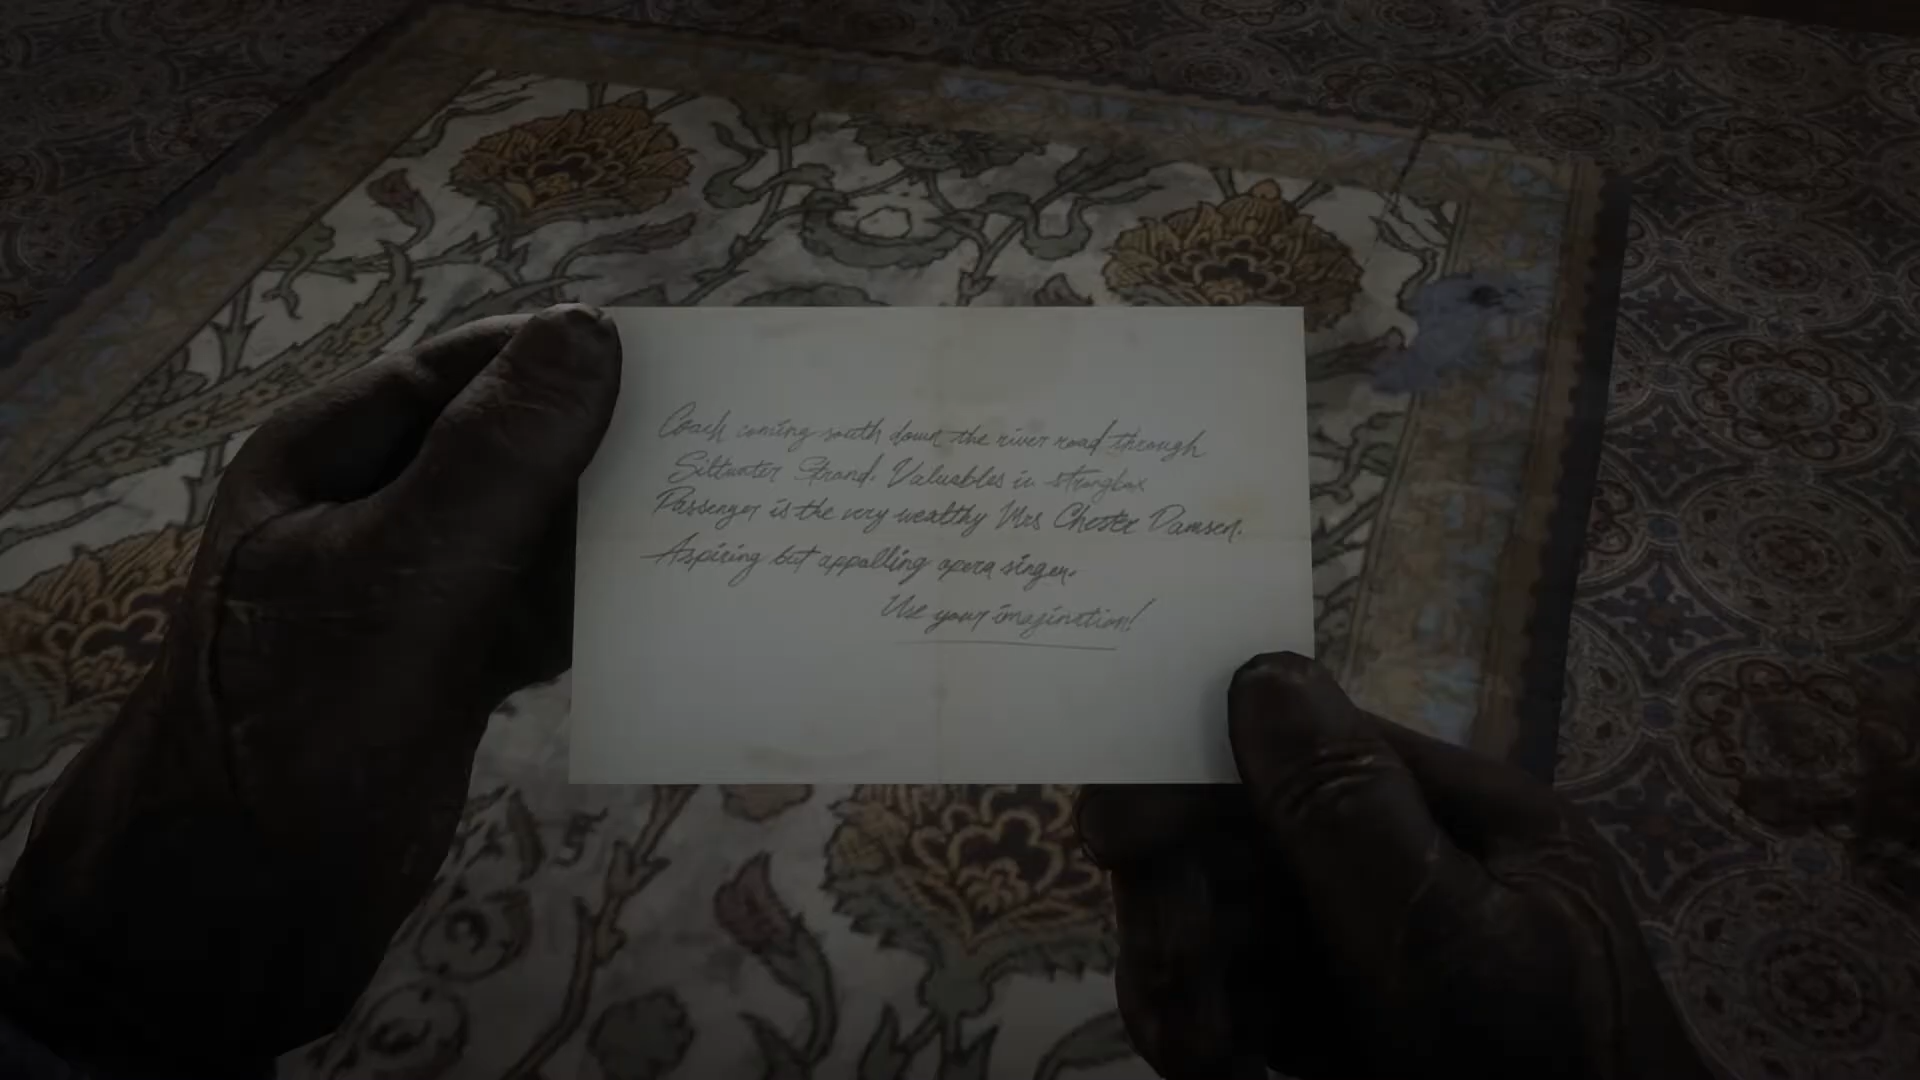 Coach coming south down the river road through
Siltwater Strand. Valuables in strongbox
Passenger is the very wealthy Mrs Chester Damsen.
Aspiring but appalling opera singer.
Use your imagination!